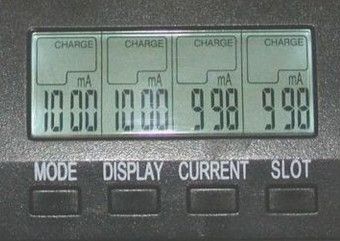 CHARGE CHARGE CHARGE CHARGE
mA mA mA mA
1000 1000 998 998
MODE DISPLAY CURRENT SLOT